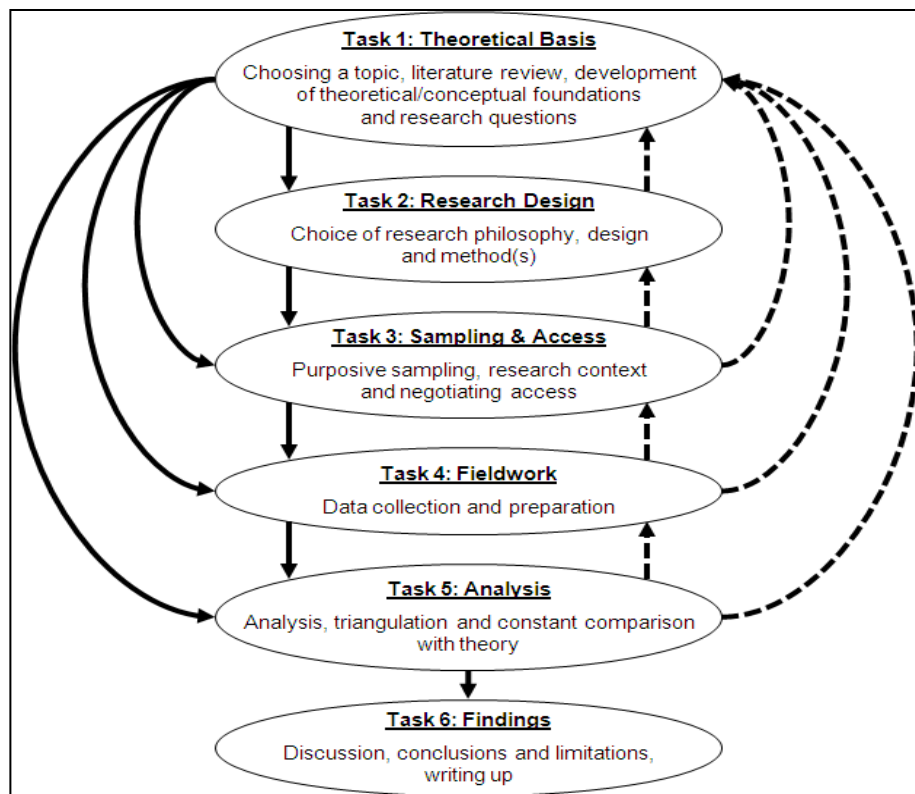 Task 1: Theoretical Basis
Choosing a topic, literature review, development
of theoretical/conceptual foundations
and research questions
Task 2: Research Design
Choice of research philosophy, design
and method(s)
Task 3: Sampling & Access
Purposive sampling, research context
and negotiating access
Task 4: Fieldwork
Data collection and preparation
Task 5: Analysis
Analysis, triangulation and constant comparison
with theory
Task 6: Findings
Discussion, conclusions and limitations,
writing up